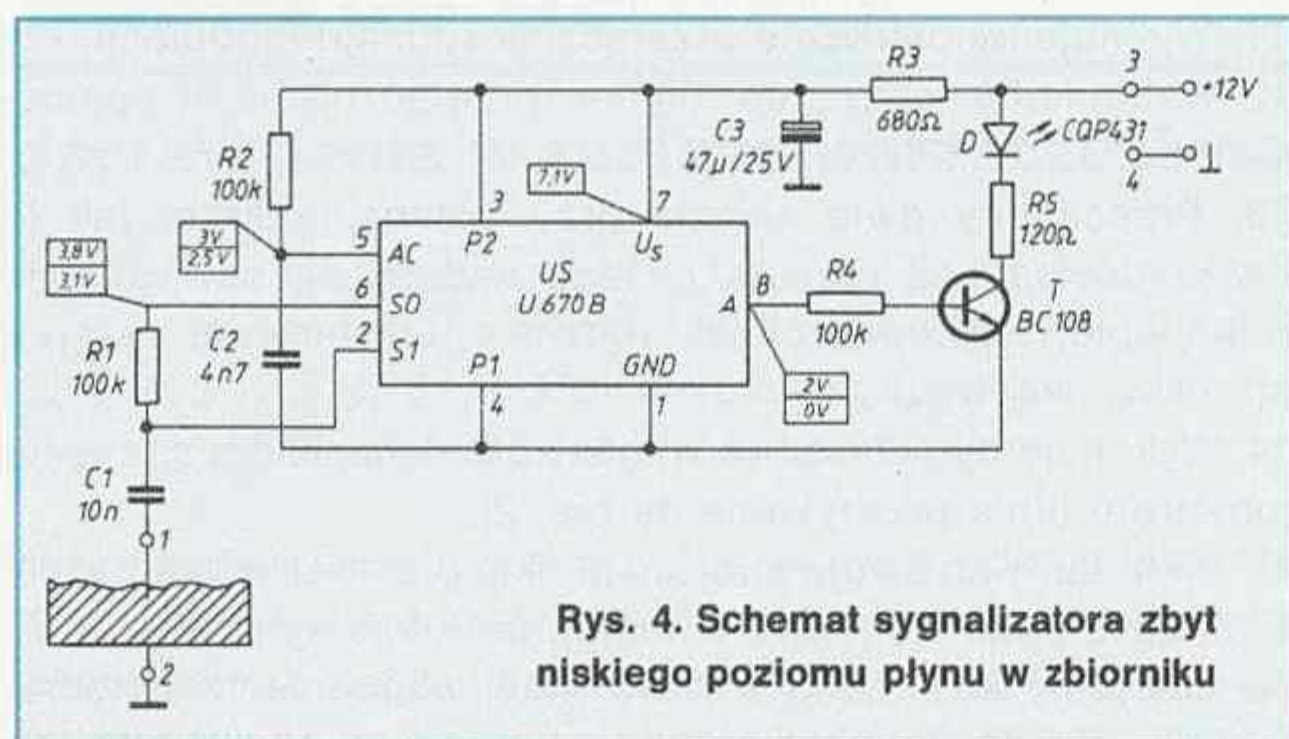 R3
680Ω
3
+12V
C3
47μ/25V
D
CQP431
4
⊥
R2
100k
7,1V
3
7
R5
120Ω
3V
2,5V
5
AC
P2
Us
3,8V
3,1V
6
SO
US
U 670 B
A
8
R4
100k
T
BC108
2
S1
R1
100k
C2
4n7
P1
GND
4
1
2V
0V
C1
10n
1
2
Rys. 4. Schemat sygnalizatora zbyt
niskiego poziomu płynu w zbiorniku